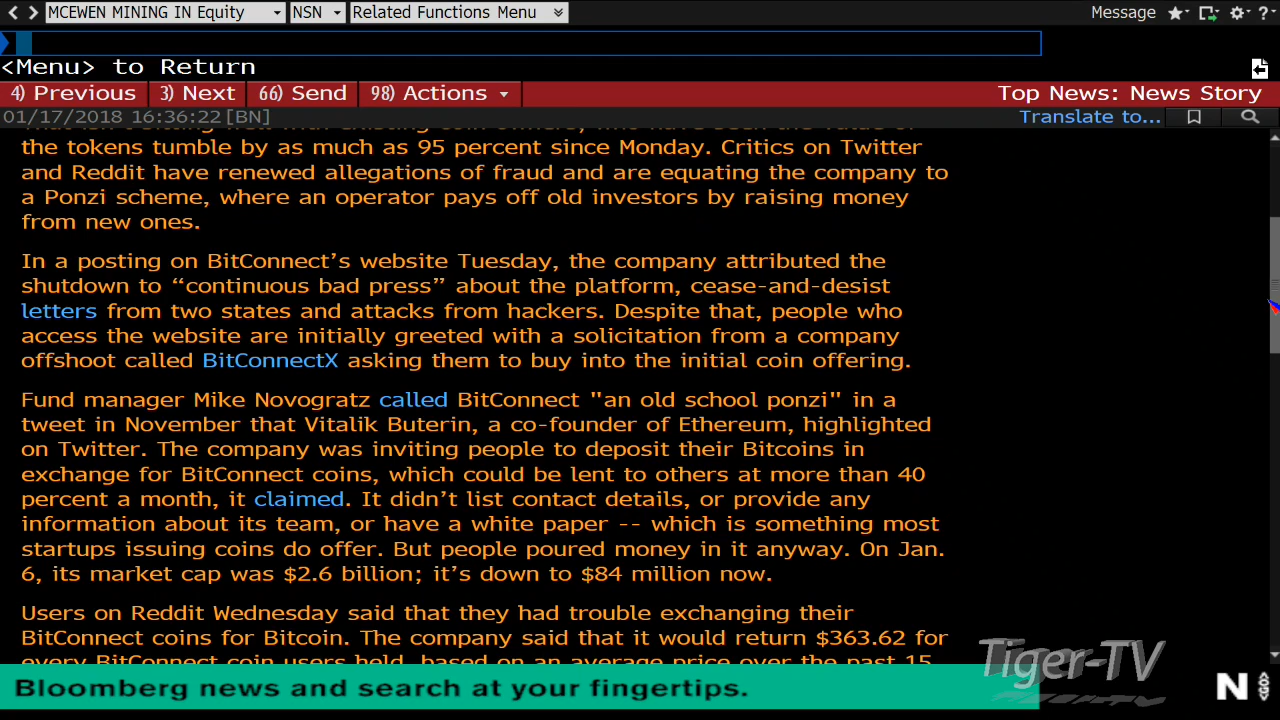 MCEWEN MINING IN Equity NSN Related Functions Menu Message
<Menu> to Return
4) Previous 3) Next 66) Send 98) Actions Top News: News Story
01/17/2018 16:36:22[BN] Translate to...
the tokens tumble by as much as 95 percent since Monday. Critics on Twitter
and Reddit have renewed allegations of fraud and are equating the company to
a Ponzi scheme, where an operator pays off old investors by raising money
from new ones.
In a posting on BitConnect’s website Tuesday, the company attributed the
shutdown to “continuous bad press” about the platform, cease-and-desist
letters from two states and attacks from hackers. Despite that, people who
access the website are initially greeted with a solicitation from a company
offshoot called BitConnectX asking them to buy into the initial coin offering.
Fund manager Mike Novogratz called BitConnect "an old school ponzi" in a
tweet in November that Vitalik Buterin, a co-founder of Ethereum, highlighted
on Twitter. The company was inviting people to deposit their Bitcoins in
exchange for BitConnect coins, which could be lent to others at more than 40
percent a month, it claimed. It didn’t list contact details, or provide any
information about its team, or have a white paper -- which is something most
startups issuing coins do offer. But people poured money in it anyway. On Jan.
6, its market cap was $2.6 billion; it’s down to $84 million now.
Users on Reddit Wednesday said that they had trouble exchanging their
BitConnect coins for Bitcoin. The company said that it would return $363.62 for
every BitConnect coin users held, based on an average price over the past 15
Tiger-TV
Bloomberg news and search at your fingertips.
N